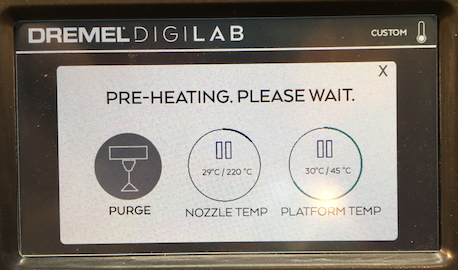 DREMEL DIGILAB
CUSTOM
X
PRE-HEATING. PLEASE WAIT.
29°C / 220 °C
30°C / 45 °C
PURGE
NOZZLE TEMP
PLATFORM TEMP